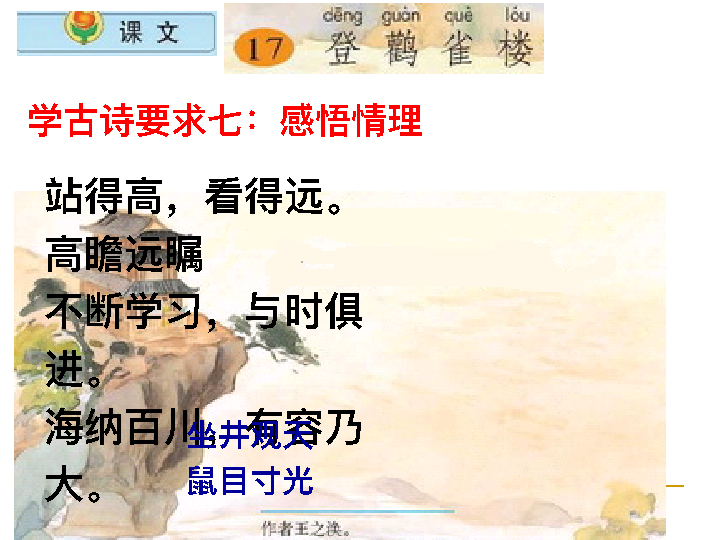 课 文
dēng guàn què lóu
17 登 鹳 雀 楼
学古诗要求七：感悟情理
站得高，看得远。
高瞻远瞩
不断学习，与时俱
进。
海纳百川，有容乃
大。
坐井观天
鼠目寸光
作者王之涣。